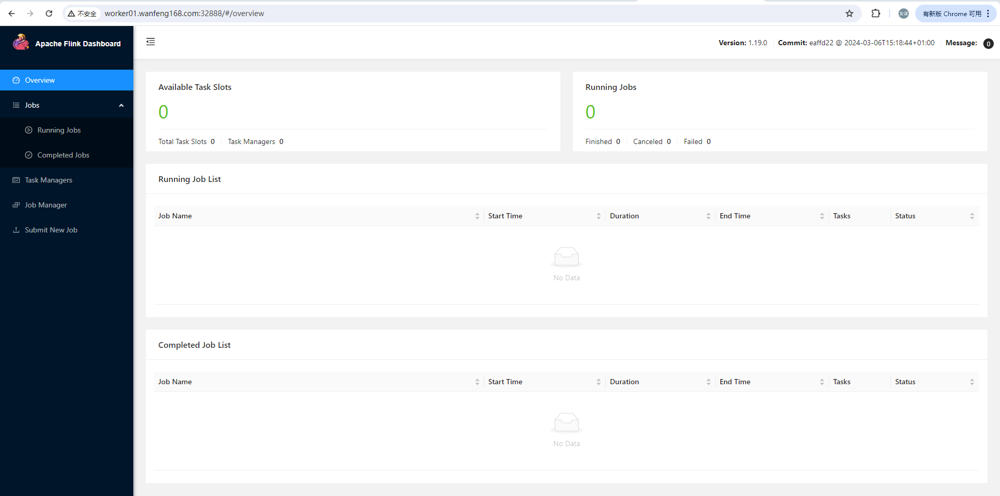 不安全 worker01.wanfeng168.com:32888/#/overview 友谋 有新版 Chrome 可用
Apache Flink Dashboard
Version: 1.19.0 Commit: eaffd22 @ 2024-03-06T15:18:44+01:00 Message: 0
Overview
Jobs
Running Jobs
Completed Jobs
Task Managers
Job Manager
Submit New Job
Available Task Slots
0
Total Task Slots 0 Task Managers 0
Running Jobs
0
Finished 0 Canceled 0 Failed 0
Running Job List
Job Name Start Time Duration End Time Tasks Status
No Data
Completed Job List
Job Name Start Time Duration End Time Tasks Status
No Data